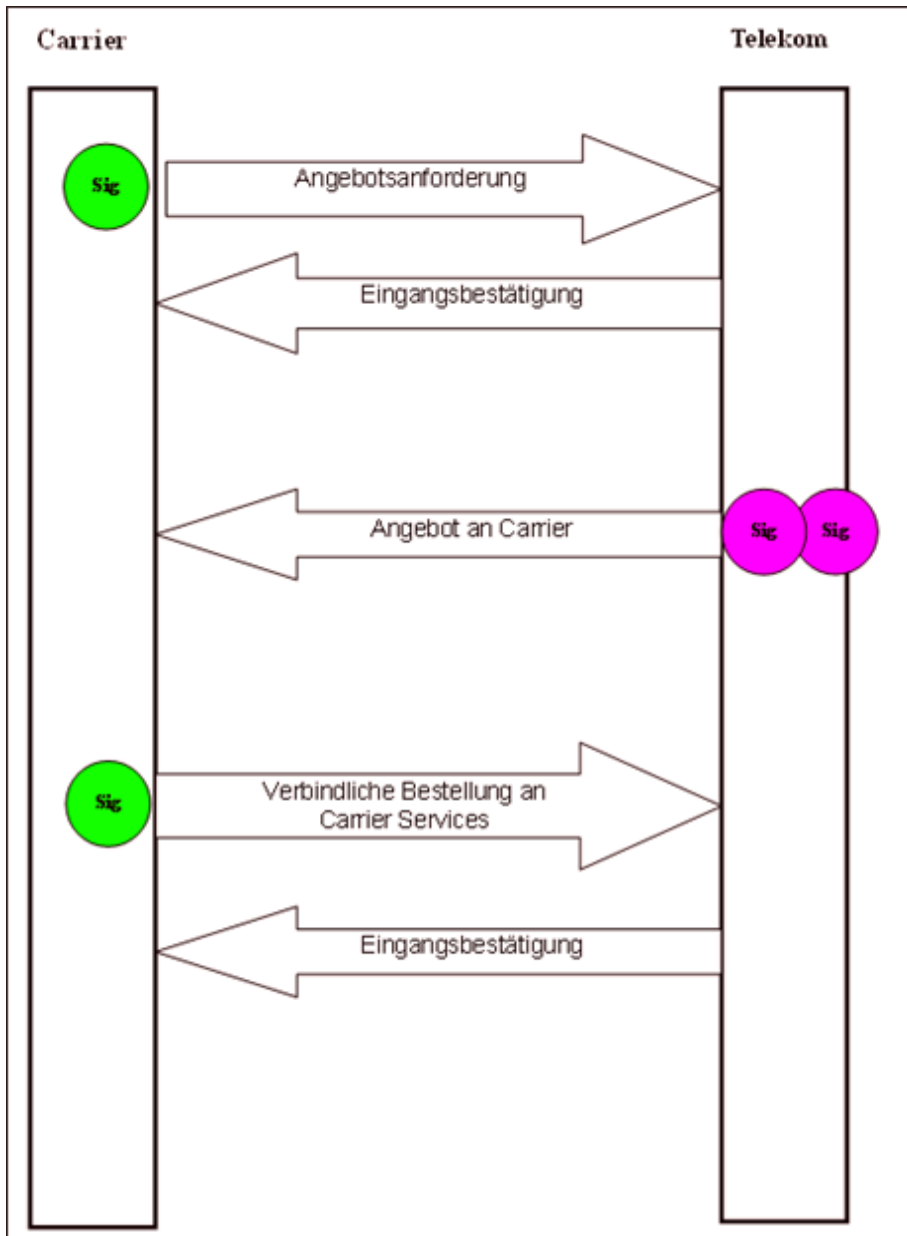 Carrier
Telekom
Sig
Angebotsanforderung
Eingangsbestätigung
Angebot an Carrier
Sig
Sig
Sig
Verbindliche Bestellung an
Carrier Services
Eingangsbestätigung